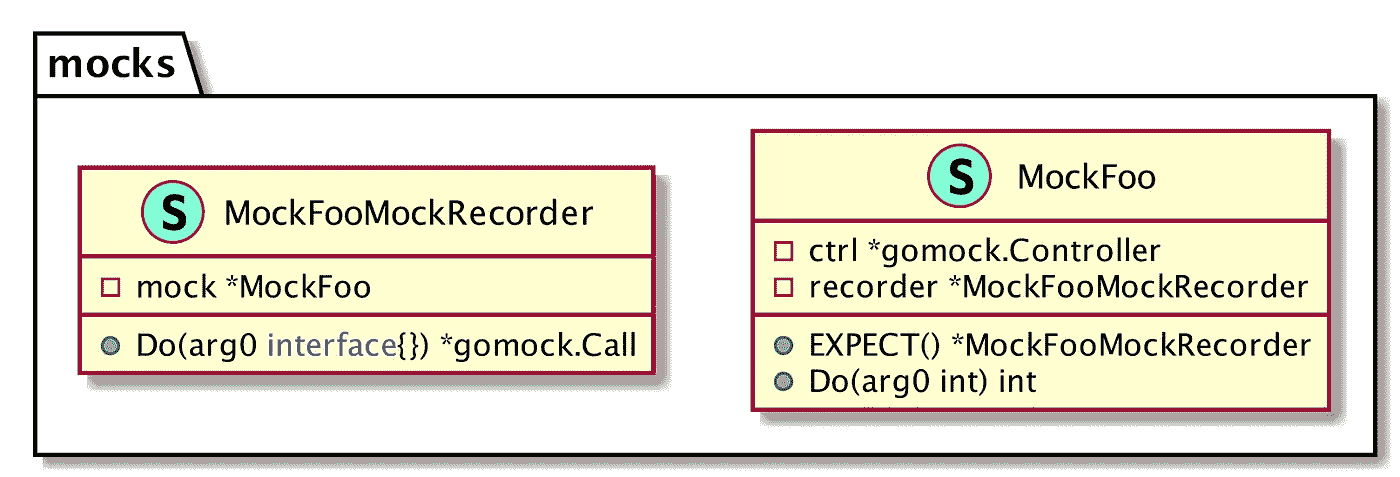 mocks
S MockFooMockRecorder
mock *MockFoo
Do(arg0 interface{}) *gomock.Call
S MockFoo
ctrl *gomock.Controller
recorder *MockFooMockRecorder
EXPECT() *MockFooMockRecorder
Do(arg0 int) int